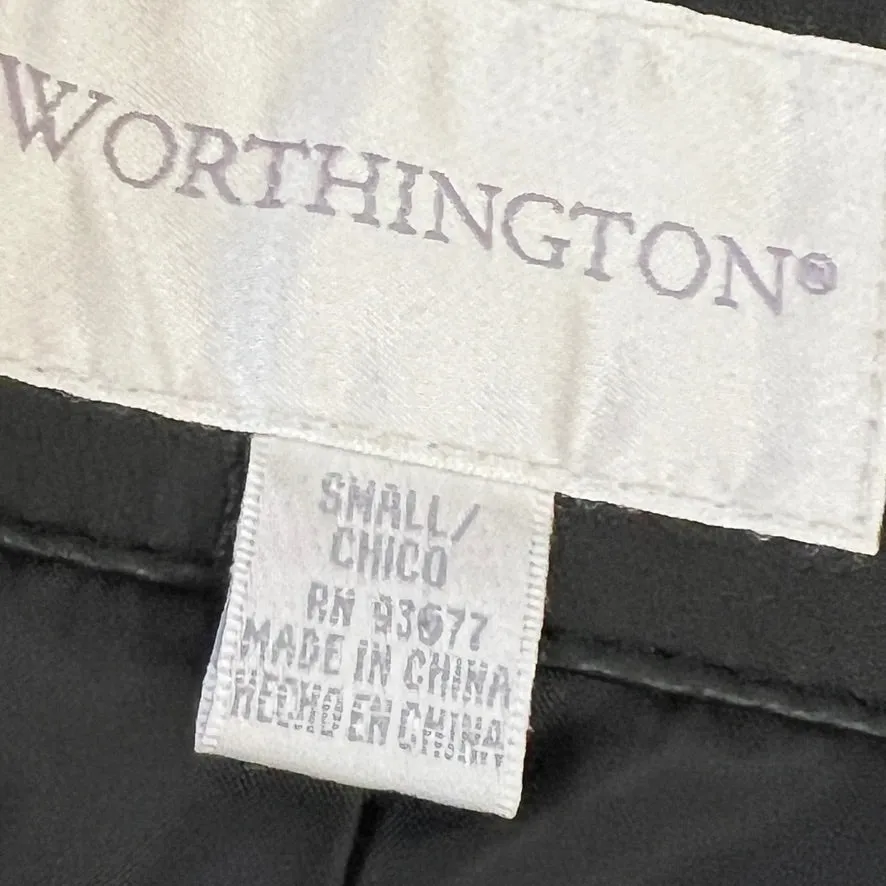 WORTHINGTON®
SMALL/
CHICO
RN 93677
MADE IN CHINA
HECHO EN CHINA